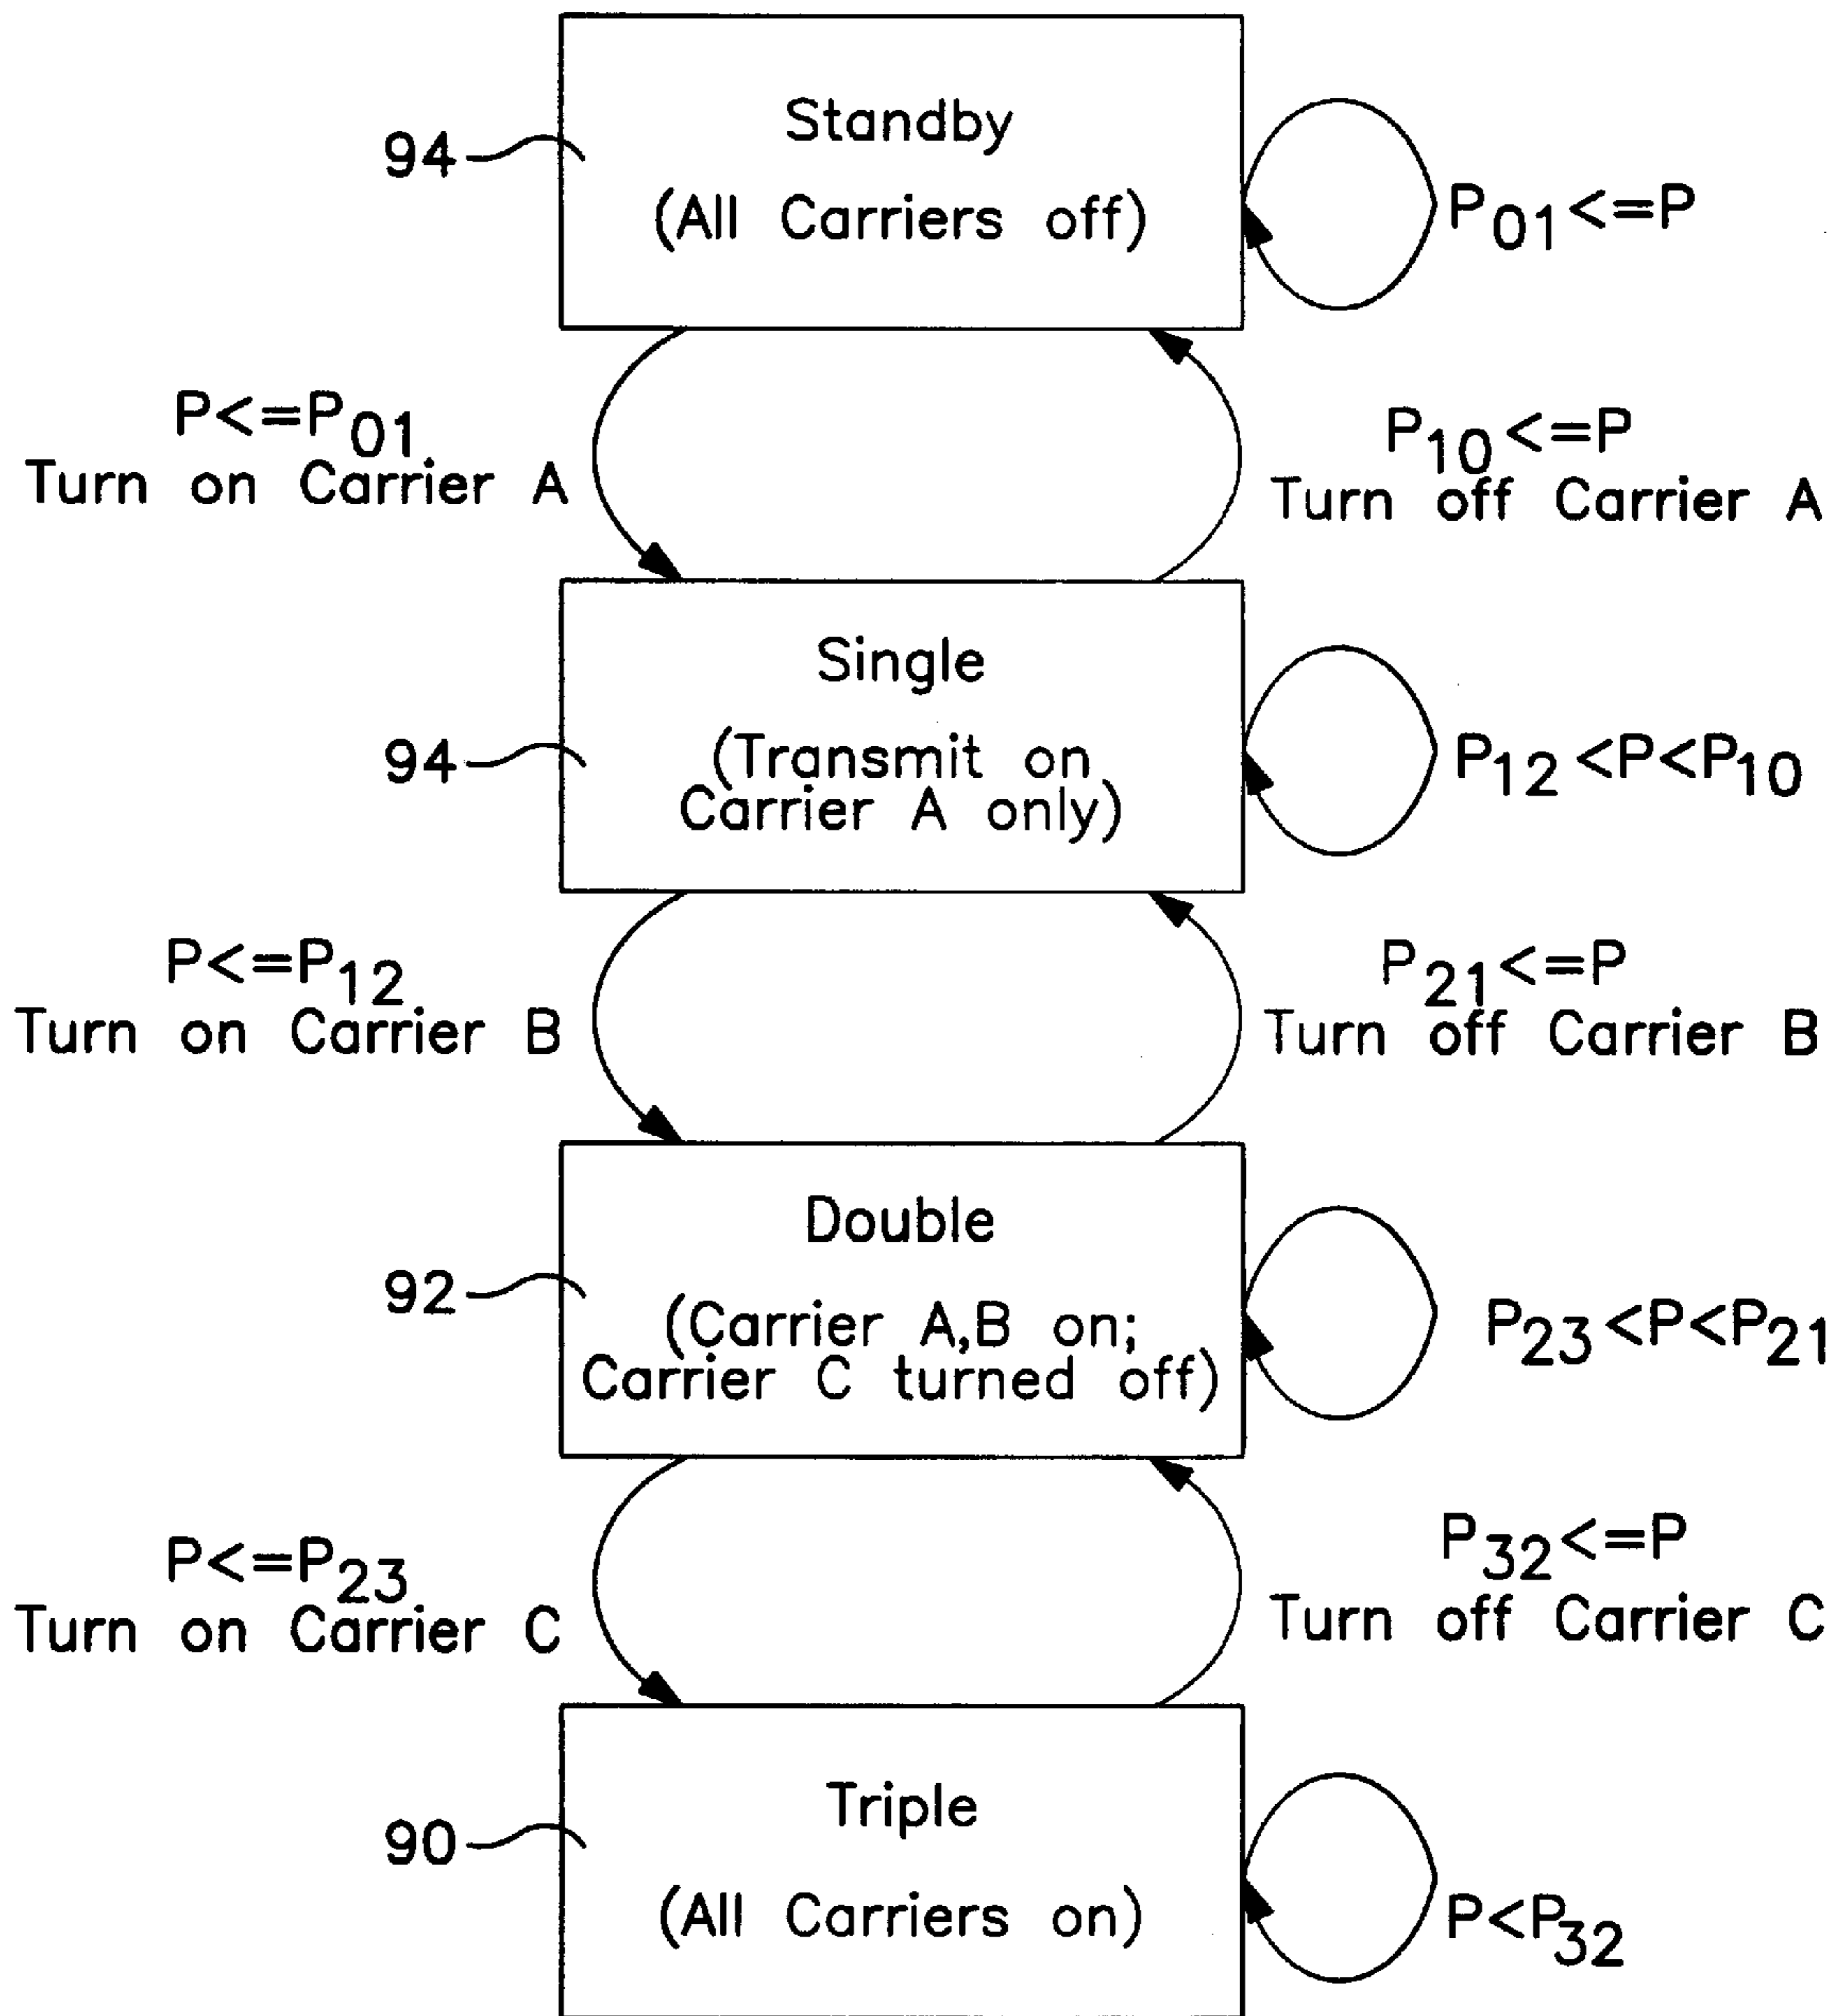 Standby
94
(All Carriers off)
P01<=P
P<=P01
Turn on Carrier A
P10<=P
Turn off Carrier A
Single
94
(Transmit on
Carrier A only)
P12<P<P10
P<=P12
Turn on Carrier B
P21<=P
Turn off Carrier B
Double
92
(Carrier A,B on;
Carrier C turned off)
P23<P<P21
P<=P23
Turn on Carrier C
P32<=P
Turn off Carrier C
Triple
90
(All Carriers on)
P<P32